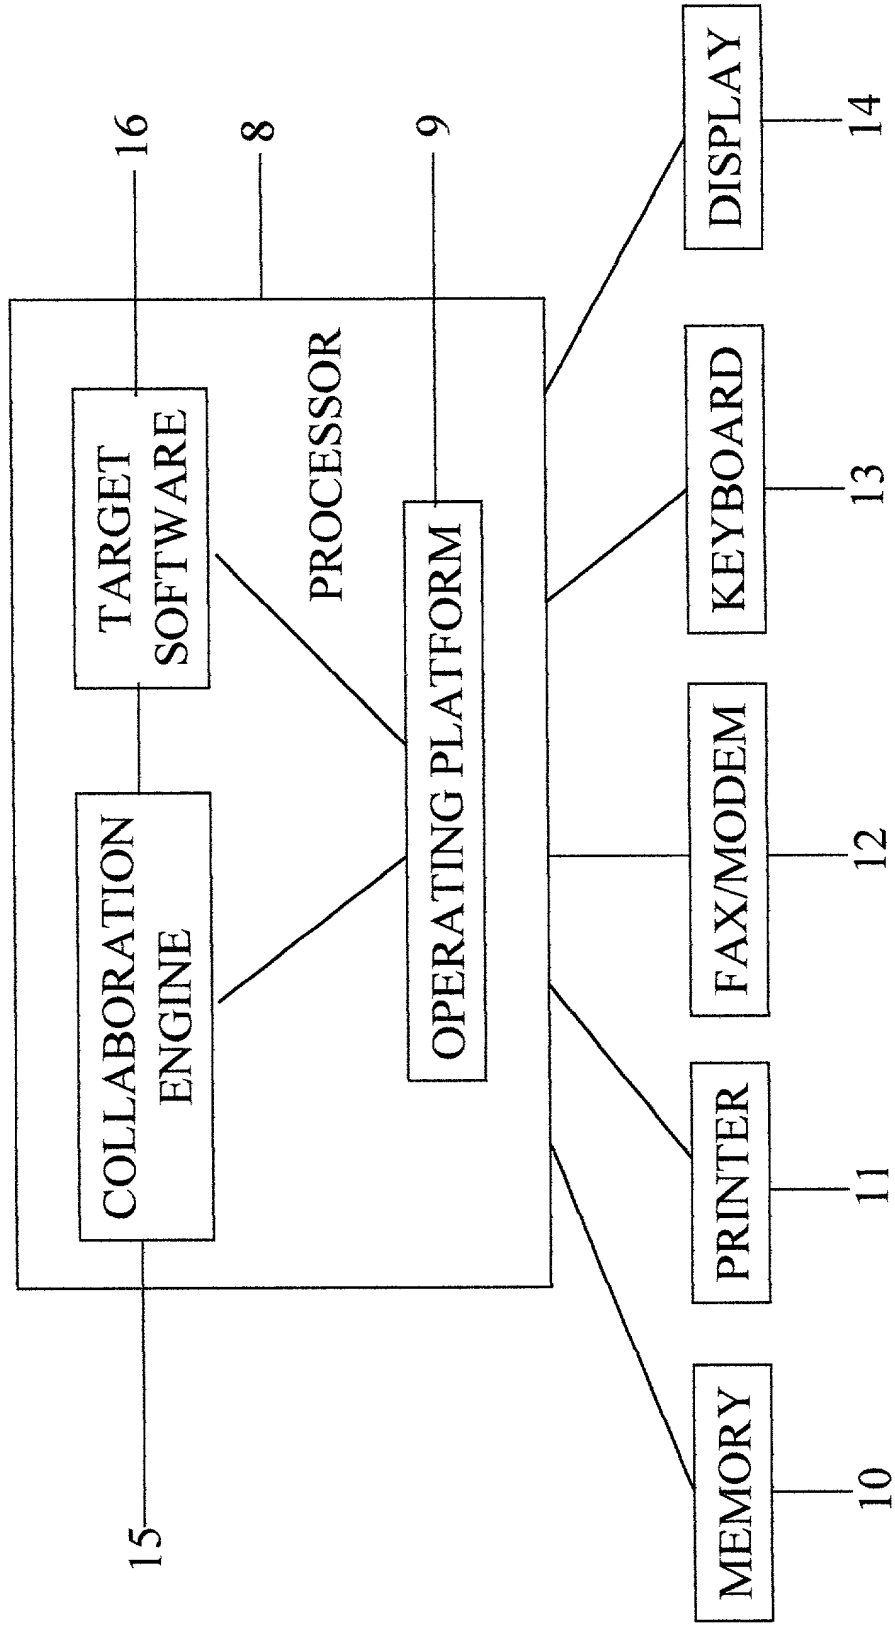 COLLABORATION
ENGINE
TARGET
SOFTWARE
PROCESSOR
OPERATING PLATFORM
15
16
8
9
MEMORY
PRINTER
FAX/MODEM
KEYBOARD
DISPLAY
10
11
12
13
14